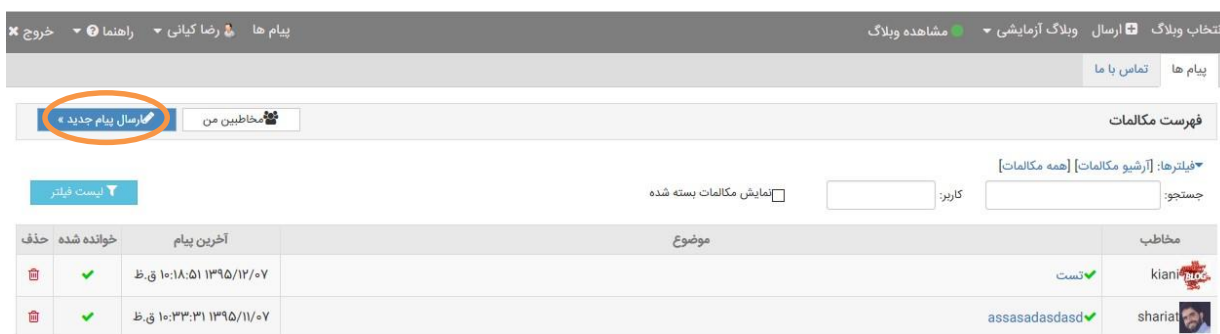 نتخاب وبلاگ ارسال وبلاگ آزمایشی مشاهده وبلاگ پیام ها رضا کیانی راهنما خروج
پیام ها تماس با ما
فهرست مکالمات مخاطبین من ارسال پیام جدید »
فیلترها: [آرشیو مکالمات] [همه مکالمات]
جستجو: کاربر: نمایش مکالمات بسته شده لیست فیلتر
مخاطب موضوع آخرین پیام خوانده شده حذف
kiani تست ۱۳۹۵/۱۲/۰۷ ۱۰:۱۸:۵۱ ق.ظ
shariat assasadasdasd ۱۳۹۵/۱۱/۰۷ ۱۰:۳۳:۳۱ ق.ظ